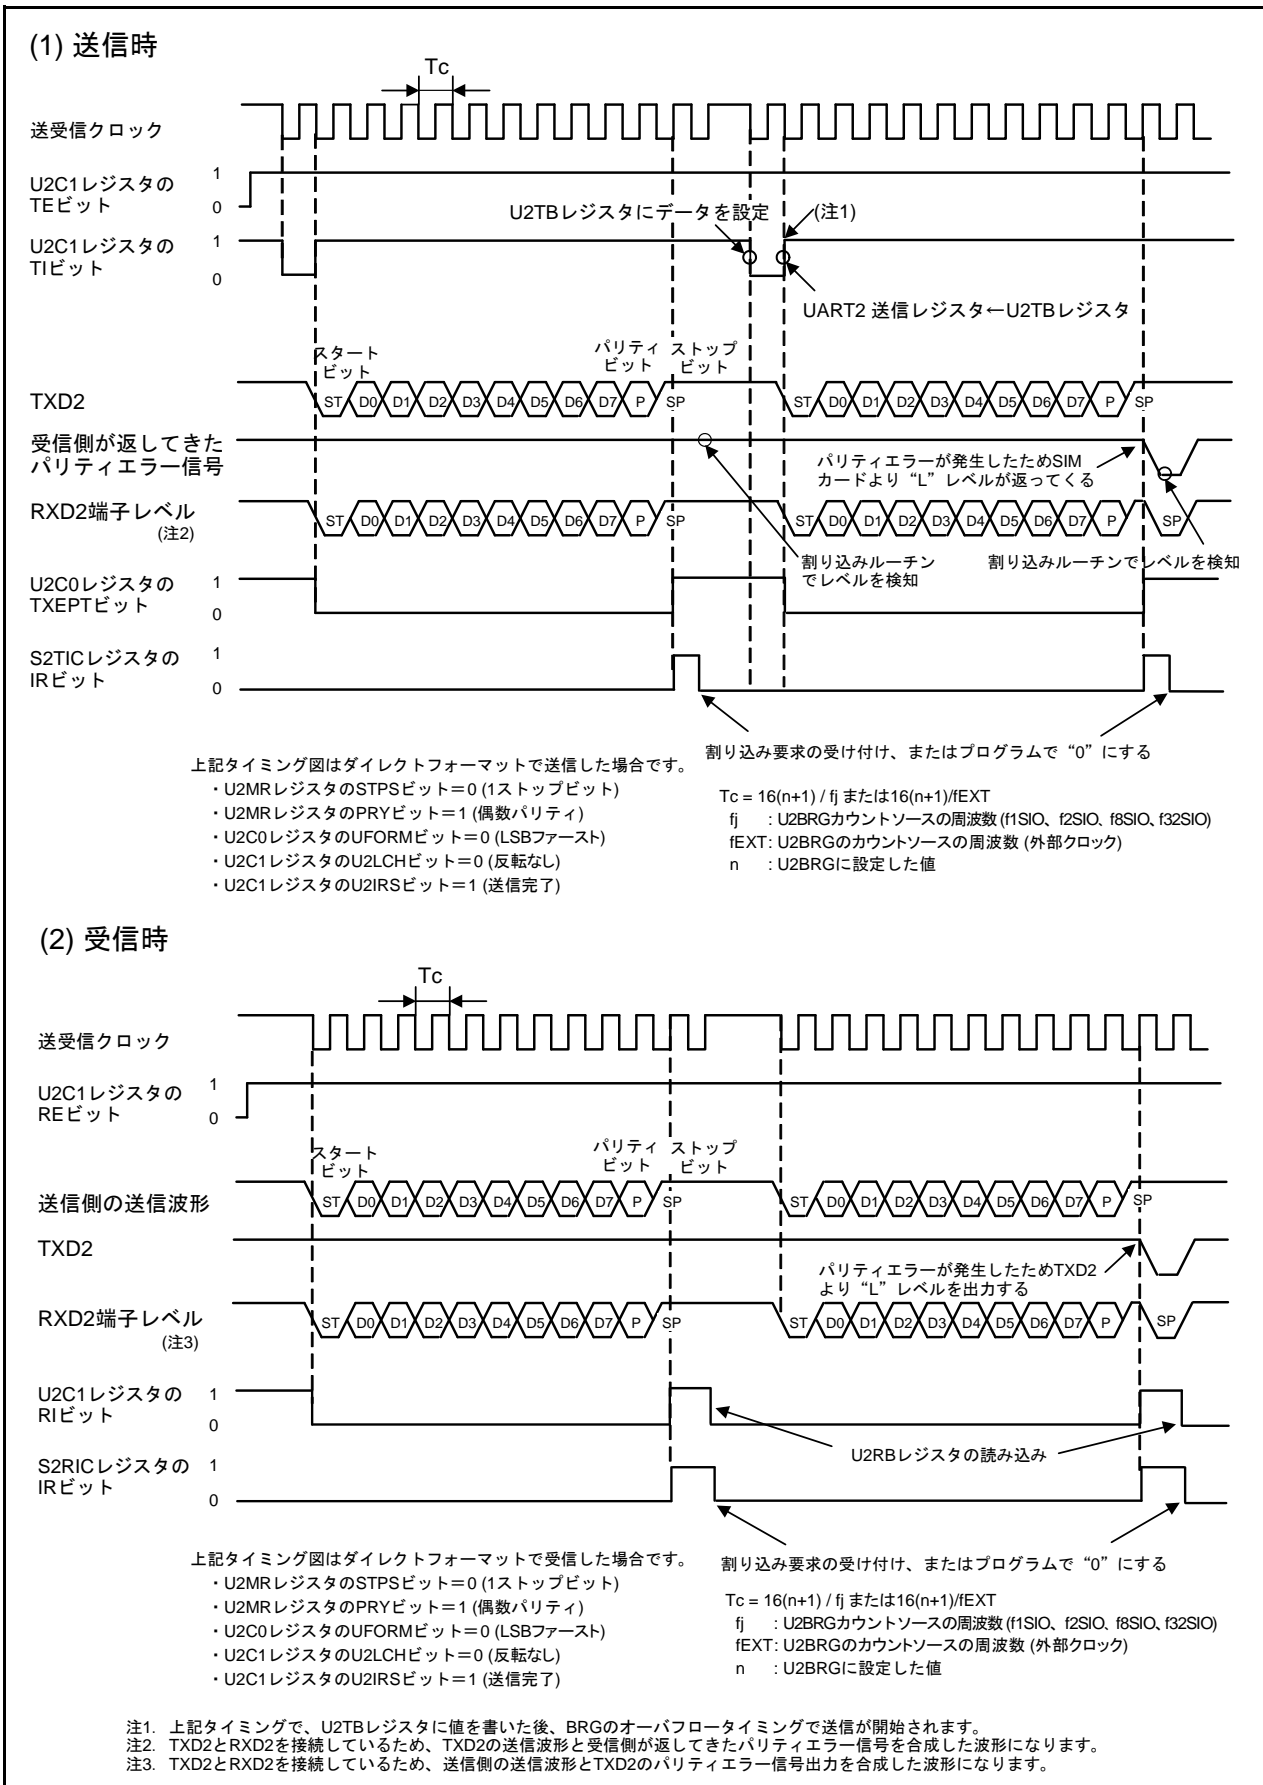 (1) 送信時
Tc
送受信クロック
U2C1レジスタの
TEビット
1
0
U2TBレジスタにデータを設定
(注1)
U2C1レジスタの
TIビット
1
0
UART2 送信レジスタ←U2TBレジスタ
スタート
ビット
パリティ
ビット
ストップ
ビット
TXD2
ST D0 D1 D2 D3 D4 D5 D6 D7 P SP
ST D0 D1 D2 D3 D4 D5 D6 D7 P SP
受信側が返してきた
パリティエラー信号
パリティエラーが発生したためSIM
カードより“L”レベルが返ってくる
RXD2端子レベル
(注2)
ST D0 D1 D2 D3 D4 D5 D6 D7 P SP
ST D0 D1 D2 D3 D4 D5 D6 D7 P SP
割り込みルーチン
でレベルを検知
割り込みルーチンでレベルを検知
U2C0レジスタの
TXEPTビット
1
0
S2TICレジスタの
IRビット
1
0
割り込み要求の受け付け、またはプログラムで“0”にする
上記タイミング図はダイレクトフォーマットで送信した場合です。
・U2MRレジスタのSTPSビット＝0 (1ストップビット)
・U2MRレジスタのPRYビット＝1 (偶数パリティ)
・U2C0レジスタのUFORMビット＝0 (LSBファースト)
・U2C1レジスタのU2LCHビット＝0 (反転なし)
・U2C1レジスタのU2IRSビット＝1 (送信完了)
Tc = 16(n+1) / fj または16(n+1)/fEXT
fj : U2BRGカウントソースの周波数 (f1SIO、f2SIO、f8SIO、f32SIO)
fEXT : U2BRGのカウントソースの周波数 (外部クロック)
n : U2BRGに設定した値
(2) 受信時
Tc
送受信クロック
U2C1レジスタの
REビット
1
0
スタート
ビット
パリティ
ビット
ストップ
ビット
送信側の送信波形
ST D0 D1 D2 D3 D4 D5 D6 D7 P SP
ST D0 D1 D2 D3 D4 D5 D6 D7 P SP
TXD2
パリティエラーが発生したためTXD2
より“L”レベルを出力する
RXD2端子レベル
(注3)
ST D0 D1 D2 D3 D4 D5 D6 D7 P SP
ST D0 D1 D2 D3 D4 D5 D6 D7 P SP
U2C1レジスタの
RIビット
1
0
U2RBレジスタの読み込み
S2RICレジスタの
IRビット
1
0
割り込み要求の受け付け、またはプログラムで“0”にする
上記タイミング図はダイレクトフォーマットで受信した場合です。
・U2MRレジスタのSTPSビット＝0 (1ストップビット)
・U2MRレジスタのPRYビット＝1 (偶数パリティ)
・U2C0レジスタのUFORMビット＝0 (LSBファースト)
・U2C1レジスタのU2LCHビット＝0 (反転なし)
・U2C1レジスタのU2IRSビット＝1 (送信完了)
Tc = 16(n+1) / fj または16(n+1)/fEXT
fj : U2BRGカウントソースの周波数 (f1SIO、f2SIO、f8SIO、f32SIO)
fEXT : U2BRGのカウントソースの周波数 (外部クロック)
n : U2BRGに設定した値
注1. 上記タイミングで、U2TBレジスタに値を書いた後、BRGのオーバフロータイミングで送信が開始されます。
注2. TXD2とRXD2を接続しているため、TXD2の送信波形と受信側が返してきたパリティエラー信号を合成した波形になります。
注3. TXD2とRXD2を接続しているため、送信側の送信波形とTXD2のパリティエラー信号出力を合成した波形になります。